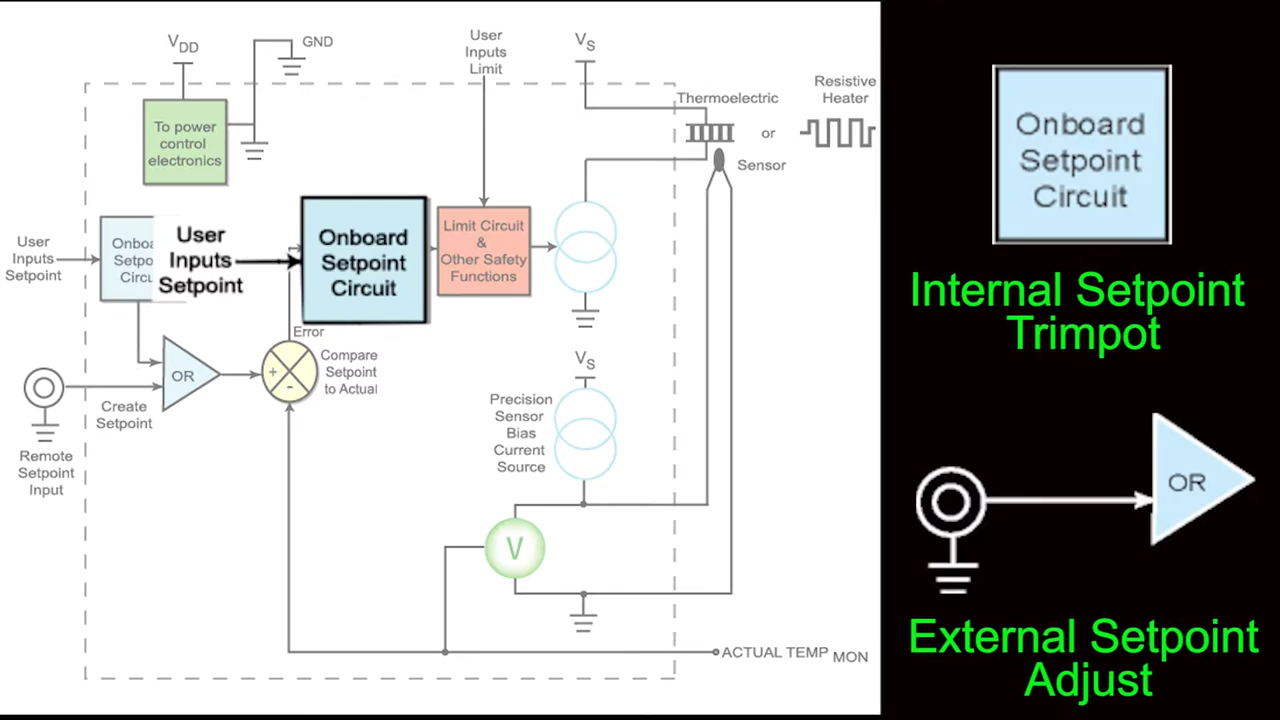 VDD
GND
User
Inputs
Limit
VS
Resistive
Heater
Thermoelectric
or
Sensor
To power
control
electronics
User
Inputs
Setpoint
User
Inputs
Setpoint
Onboard
Setpoint
Circuit
Limit Circuit
&
Other Safety
Functions
Error
+
-
Compare
Setpoint
to Actual
OR
Create
Setpoint
Remote
Setpoint
Input
VS
Precision
Sensor
Bias
Current
Source
V
ACTUAL TEMP MON
Onboard
Setpoint
Circuit
Internal Setpoint
Trimpot
OR
External Setpoint
Adjust